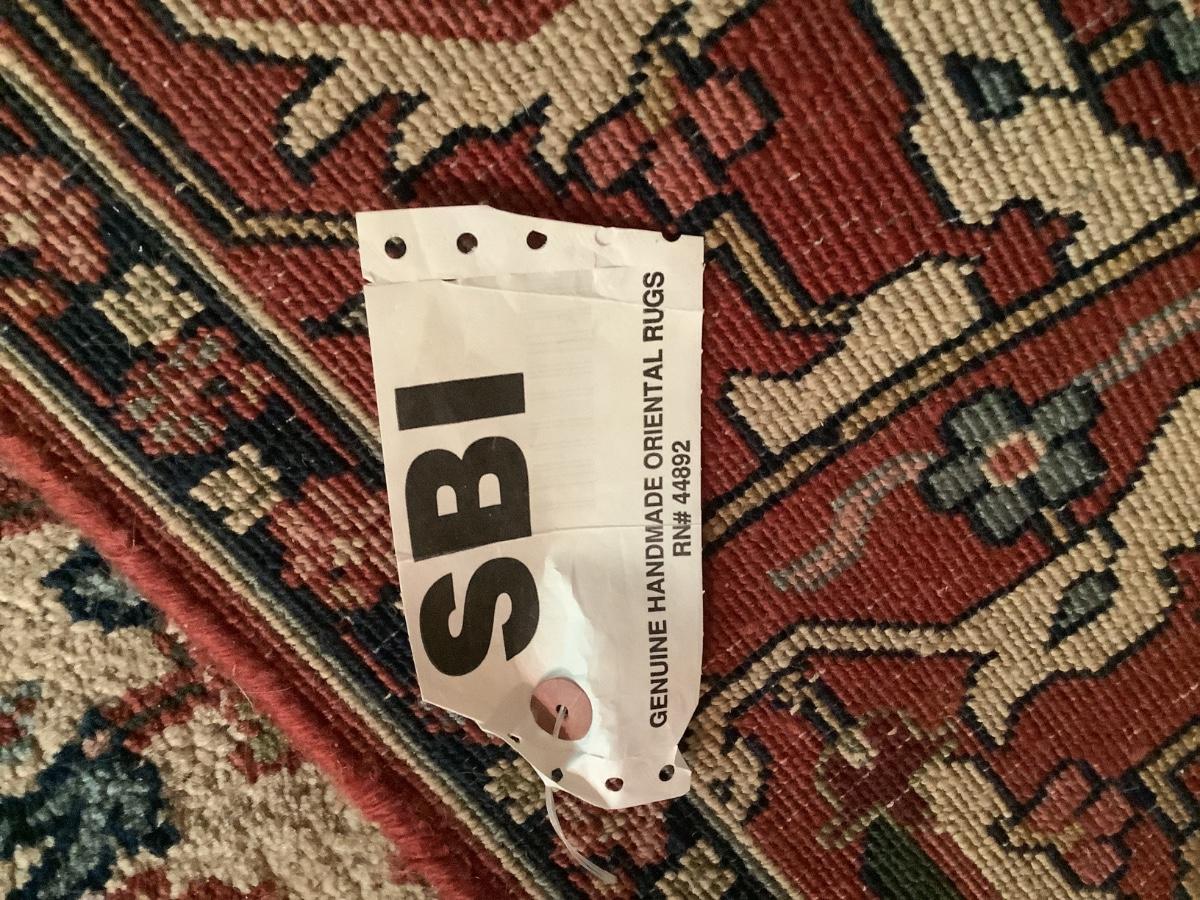 SBI
GENUINE HANDMADE ORIENTAL RUGS
RN# 44892